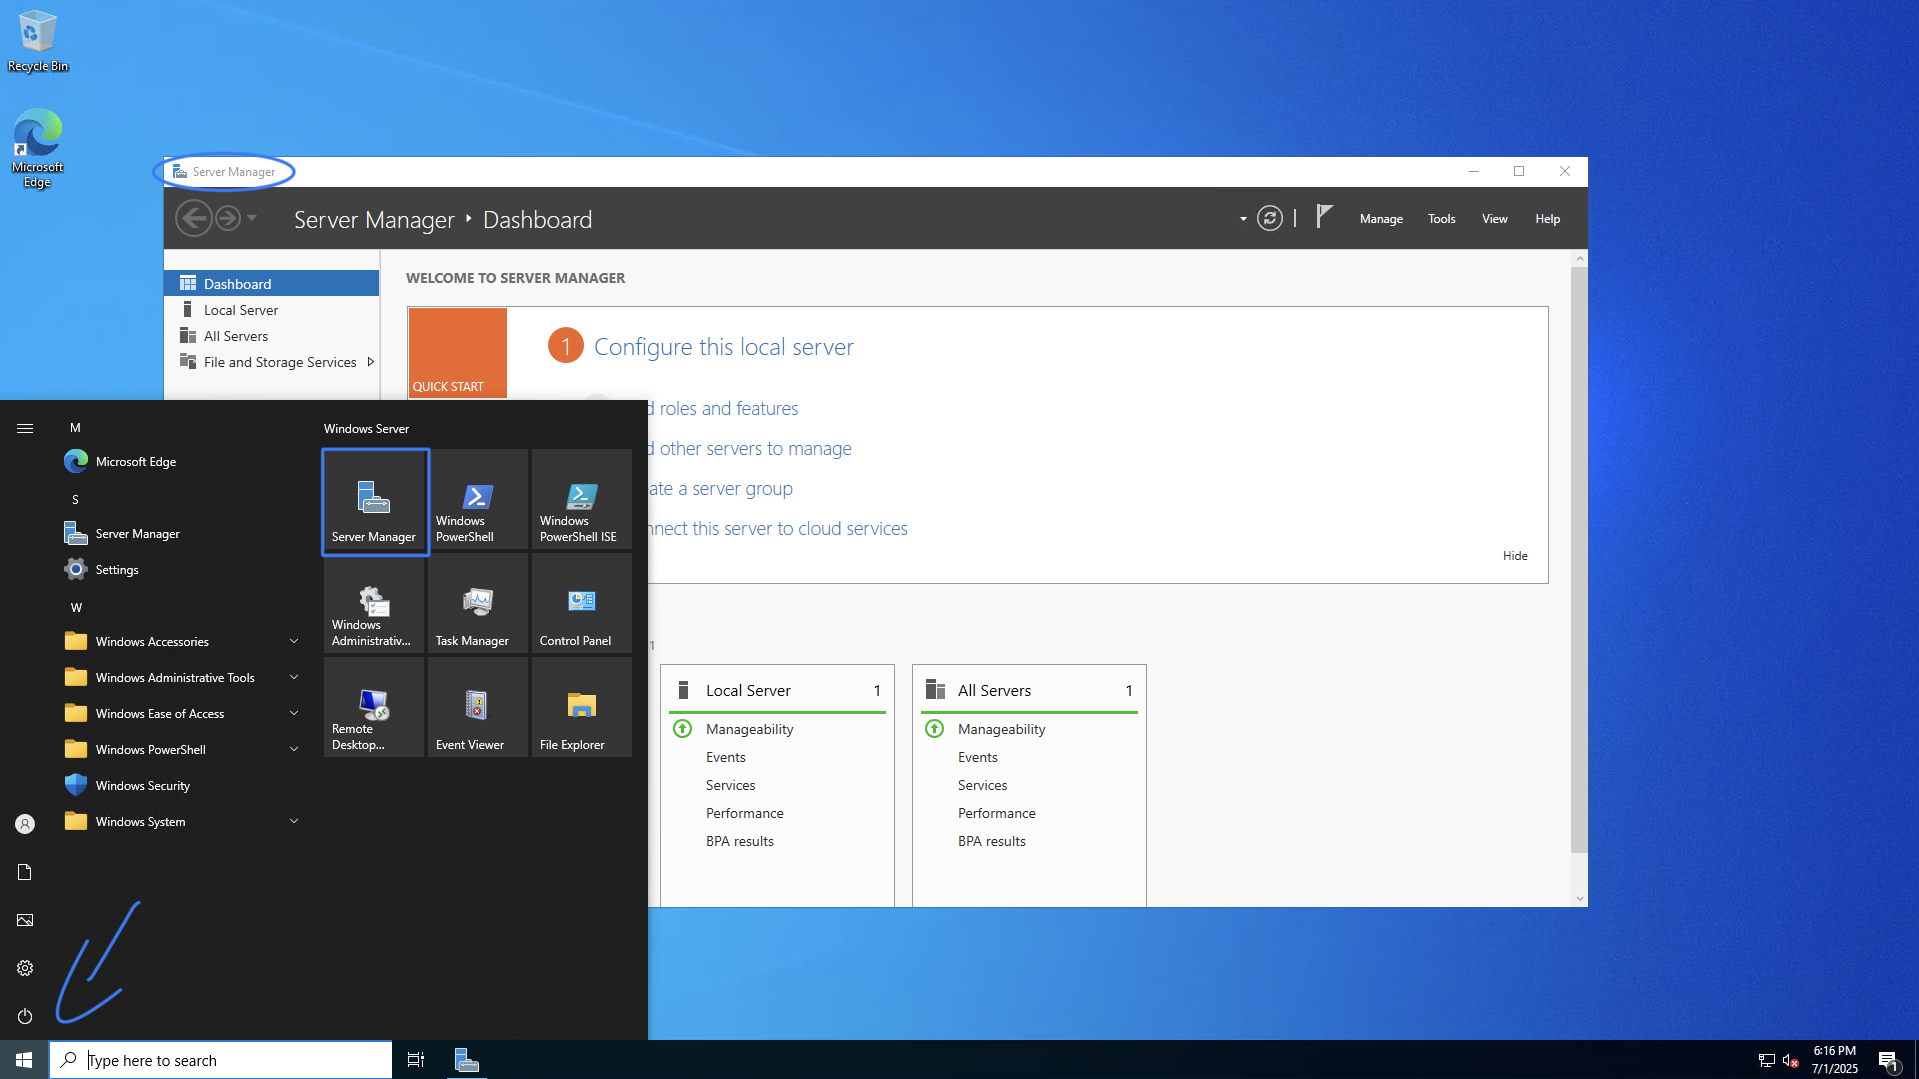 Recycle Bin
Microsoft
Edge
Server Manager
Server Manager
Dashboard
Manage
Tools
View
Help
Dashboard
Local Server
All Servers
File and Storage Services
WELCOME TO SERVER MANAGER
QUICK START
1
Configure this local server
roles and features
other servers to manage
ate a server group
nnect this server to cloud services
Hide
1
Local Server
1
Manageability
Events
Services
Performance
BPA results
All Servers
1
Manageability
Events
Services
Performance
BPA results
M
Microsoft Edge
S
Server Manager
Settings
W
Windows Accessories
Windows Administrative Tools
Windows Ease of Access
Windows PowerShell
Windows Security
Windows System
Windows Server
Server Manager
Windows
PowerShell
Windows
PowerShell ISE
Windows
Administrativ...
Task Manager
Control Panel
Remote
Desktop...
Event Viewer
File Explorer
Type here to search
6:16 PM
7/1/2025
1